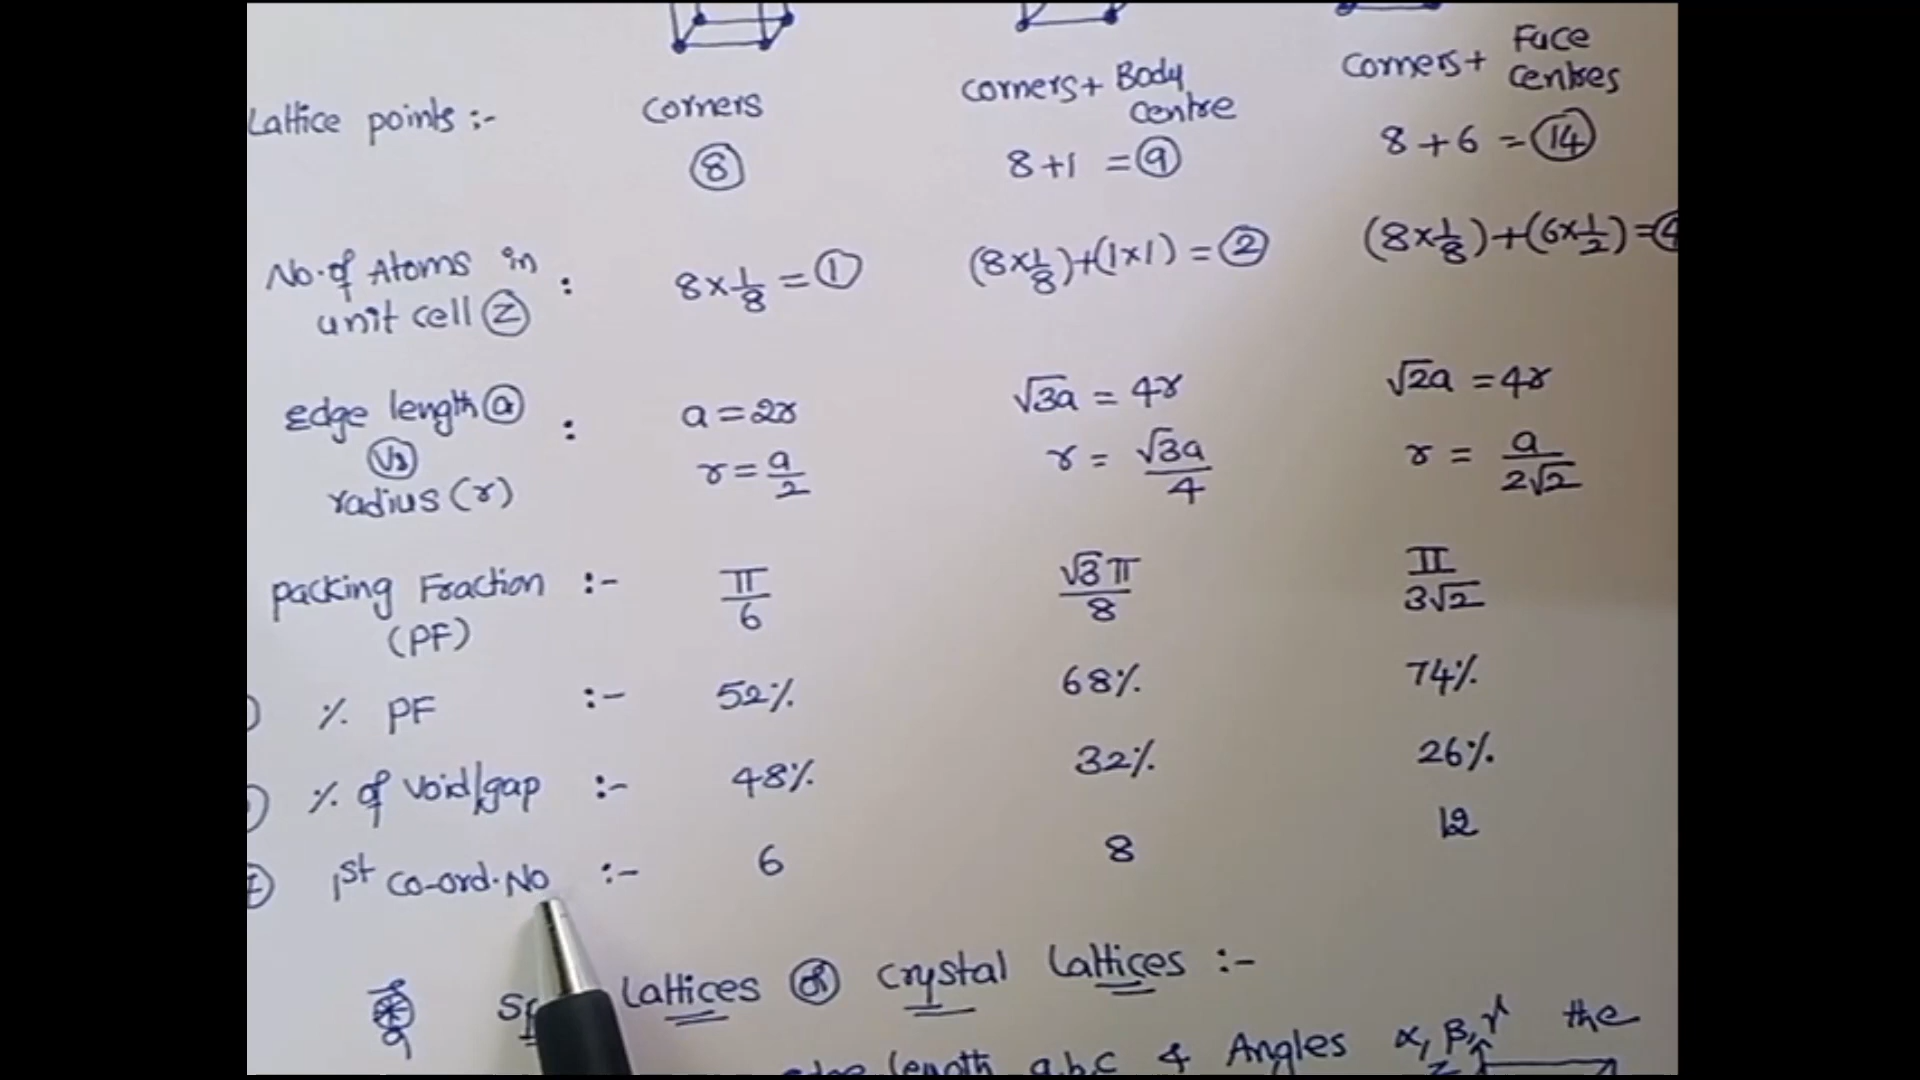 Lattice points :- corners corners + Body centre corners + Face centres
8 8+1 = 9 8+6 = 14
No. of Atoms in unit cell Z : 8×1/8 = 1 (8×1/8)+(1×1) = 2 (8×1/8)+(6×1/2) = 4
edge length a Vs radius (r) : a = 2r √3a = 4r √2a = 4r
r = a/2 r = √3a/4 r = a/2√2
Packing Fraction (PF) :- π/6 √3π/8 π/3√2
% PF :- 52% 68% 74%
% of void/gap :- 48% 32% 26%
1st co-ord. No :- 6 8 12
Lattices or crystal Lattices :-
edge length a,b,c & Angles α, β, γ the